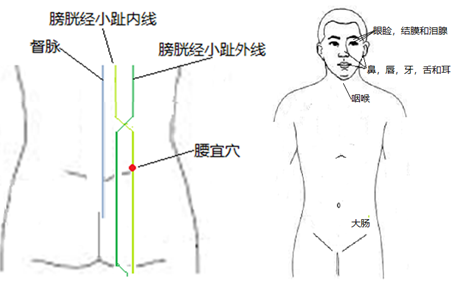 膀胱经小趾内线
督脉
膀胱经小趾外线
腰宜穴
眼睑，结膜和泪腺
鼻，唇，牙，舌和耳
咽喉
大肠